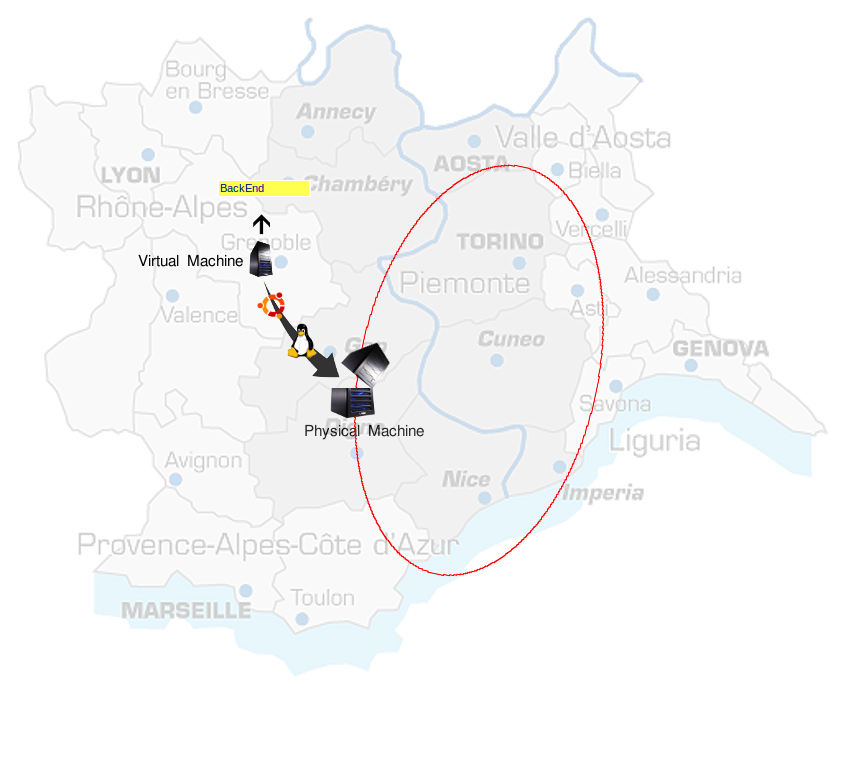 Bourg
en Bresse
Annecy
Valle d'Aosta
AOSTA
Biella
LYON
Chambéry
BackEnd
Rhône-Alpes
Vercelli
Grenoble
TORINO
Virtual Machine
Alessandria
Piemonte
Asti
Valence
Cuneo
GENOVA
Savona
Physical Machine
Liguria
Avignon
Nice
Imperia
Provence-Alpes-Côte d'Azur
Toulon
MARSEILLE